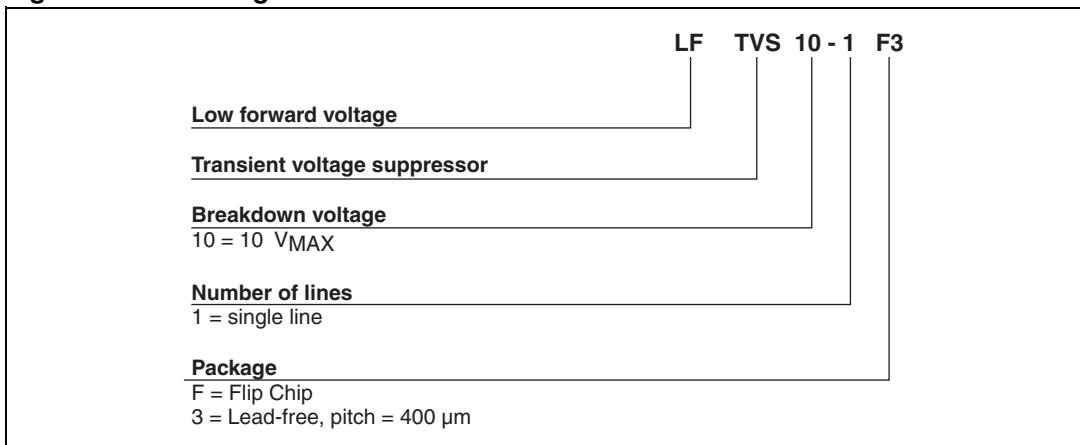 LF TVS 10 - 1 F3
Low forward voltage
Transient voltage suppressor
Breakdown voltage
10 = 10 VMAX
Number of lines
1 = single line
Package
F = Flip Chip
3 = Lead-free, pitch = 400 µm